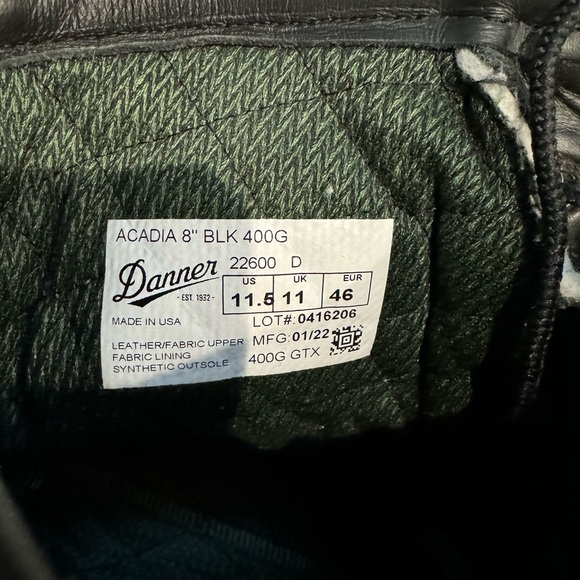 ACADIA 8" BLK 400G
Danner
- EST. 1932 -
22600 D
US UK EUR
11.5 11 46
MADE IN USA
LOT#: 0416206
LEATHER/FABRIC UPPER
FABRIC LINING
SYNTHETIC OUTSOLE
MFG: 01/22
400G GTX